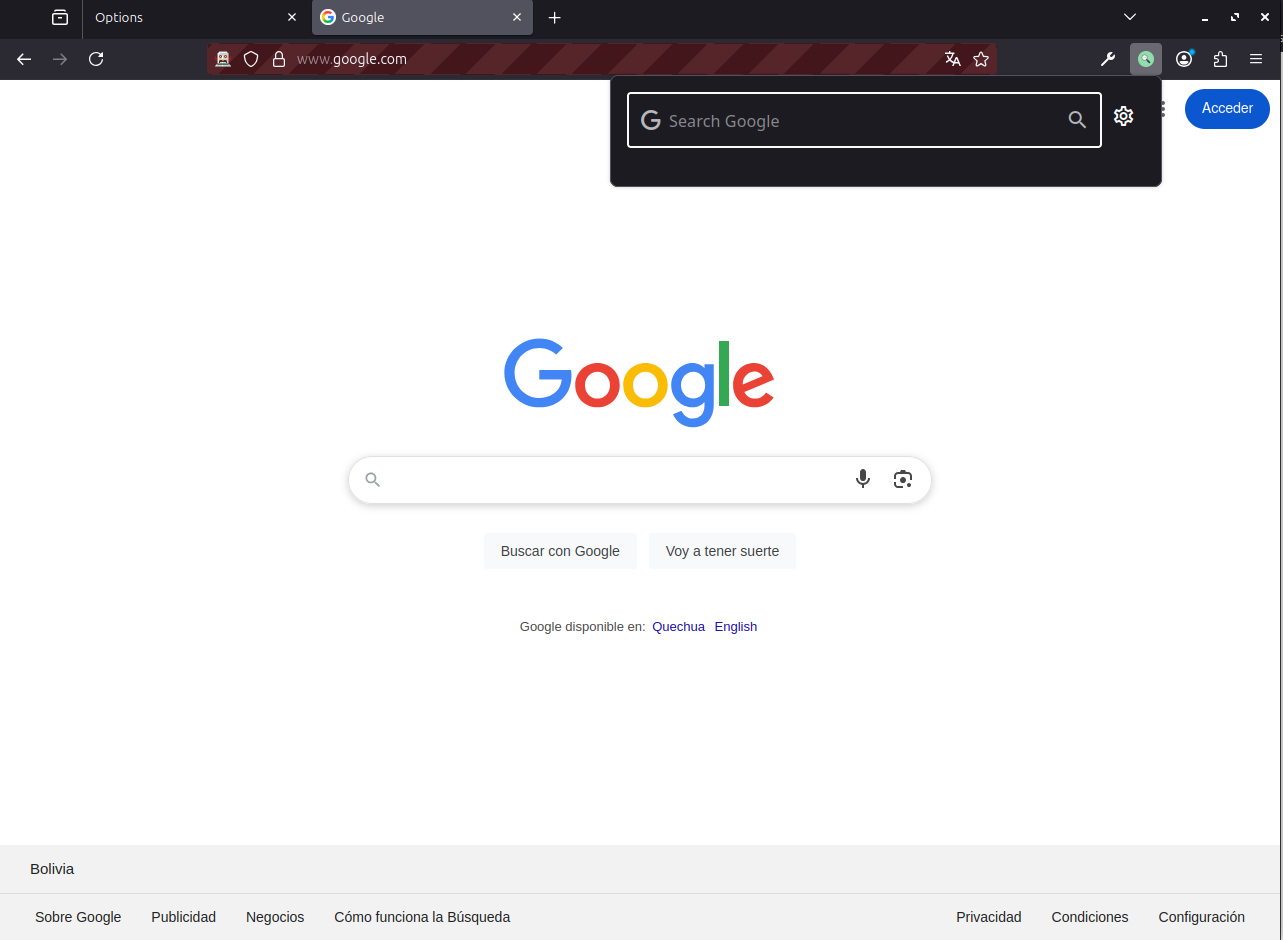 Options
Google
www.google.com
Search Google
Acceder
Google
Buscar con Google
Voy a tener suerte
Google disponible en: Quechua English
Bolivia
Sobre Google Publicidad Negocios Cómo funciona la Búsqueda Privacidad Condiciones Configuración